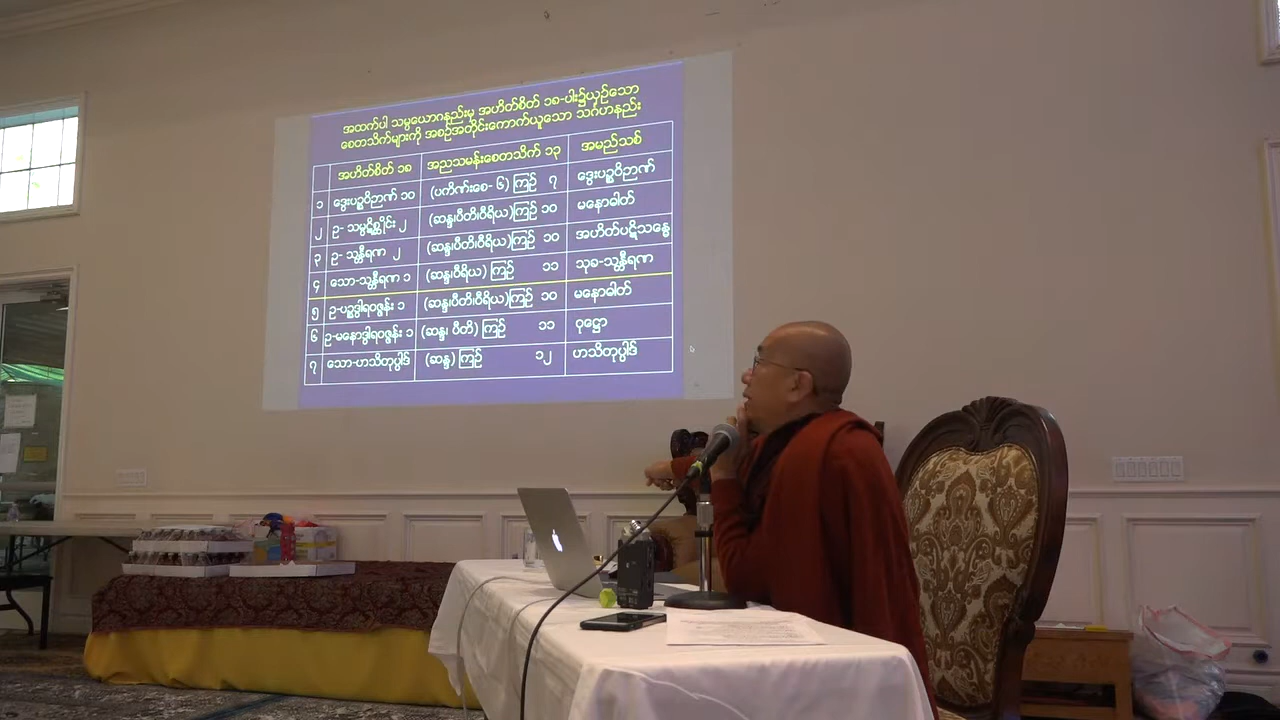 အထက်ပါ သမ္ပယောဂနည်းမှ အဟိတ်စိတ် ၁၈-ပါး၌ယှဉ်သော
စေတသိက်များကို အစဉ်အတိုင်းကောက်ယူသော သင်္ဂဟနည်း
အဟိတ်စိတ် ၁၈ အညသမန်းစေတသိက် ၁၃ အမည်သစ်
၁ ဒွေးပဉ္စဝိဉာဏ် ၁၀ (ပကိဏ်းစေ- ၆) ကြဉ် ၇ ဒွေးပဉ္စဝိဉာဏ်
၂ ဥ- သမ္ပဋိစ္ဆိုင်း ၂ (ဆန္ဒ၊ပီတိ၊ဝီရိယ)ကြဉ် ၁၀ မနောဓါတ်
၃ ဥ- သန္တီရဏ ၂ (ဆန္ဒ၊ပီတိ၊ဝီရိယ)ကြဉ် ၁၀ အဟိတ်ပဋိသန္ဓေ
၄ သော-သန္တီရဏ ၁ (ဆန္ဒ၊ဝီရိယ) ကြဉ် ၁၁ သုခ-သန္တီရဏ
၅ ဥ-ပဉ္စဒွါရာဝဇ္ဇန်း ၁ (ဆန္ဒ၊ပီတိ၊ဝီရိယ)ကြဉ် ၁၀ မနောဓါတ်
၆ ဥ-မနောဒွါရာဝဇ္ဇန်း ၁ (ဆန္ဒ၊ ပီတိ) ကြဉ် ၁၁ ဝုဋ္ဌော
၇ သော-ဟသိတုပ္ပါဒ် (ဆန္ဒ) ကြဉ် ၁၂ ဟသိတုပ္ပါဒ်